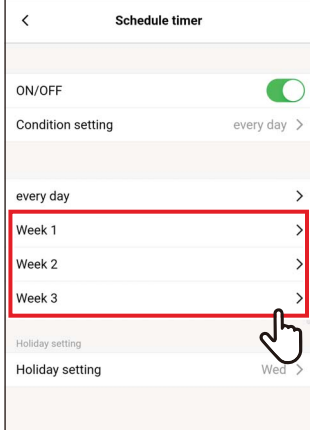 Schedule timer
ON/OFF
Condition setting every day
every day
Week 1
Week 2
Week 3
Holiday setting
Holiday setting Wed